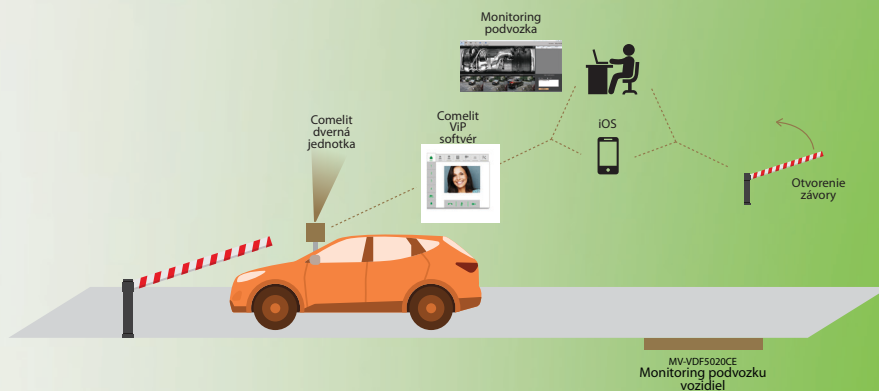 Monitoring
podvozka
Comelit
dverná
jednotka
Comelit
ViP
softvér
iOS
Otvorenie
závory
MV-VDF5020CE
Monitoring podvozku
vozidiel